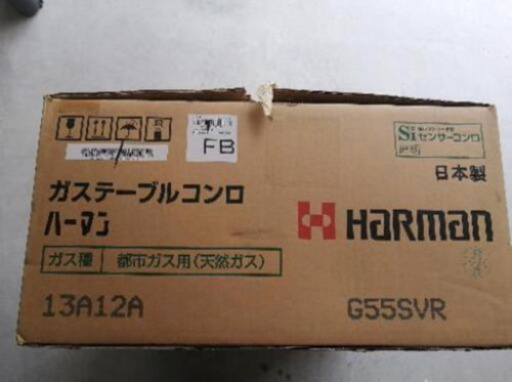 FB
Si センサーコンロ
日本製
ガステーブルコンロ
ハーマン
HARMAN
ガス種 都市ガス用(天然ガス)
13A12A
G55SVR